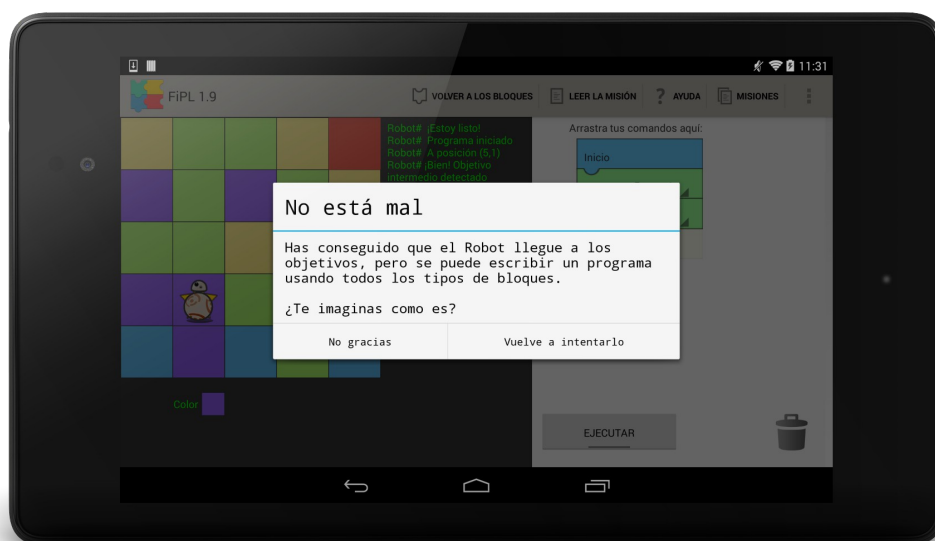 11:31
FiPL 1.9
VOLVER A LOS BLOQUES
LEER LA MISIÓN
? AYUDA
MISIONES
Robot# ¡Estoy listo!
Robot# Programa iniciado
Robot# A posición (5,1)
Robot# ¡Bien! Objetivo
intermedio detectado
Arrastra tus comandos aquí:
Inicio
No está mal
Has conseguido que el Robot llegue a los
objetivos, pero se puede escribir un programa
usando todos los tipos de bloques.
¿Te imaginas como es?
No gracias
Vuelve a intentarlo
Color
EJECUTAR